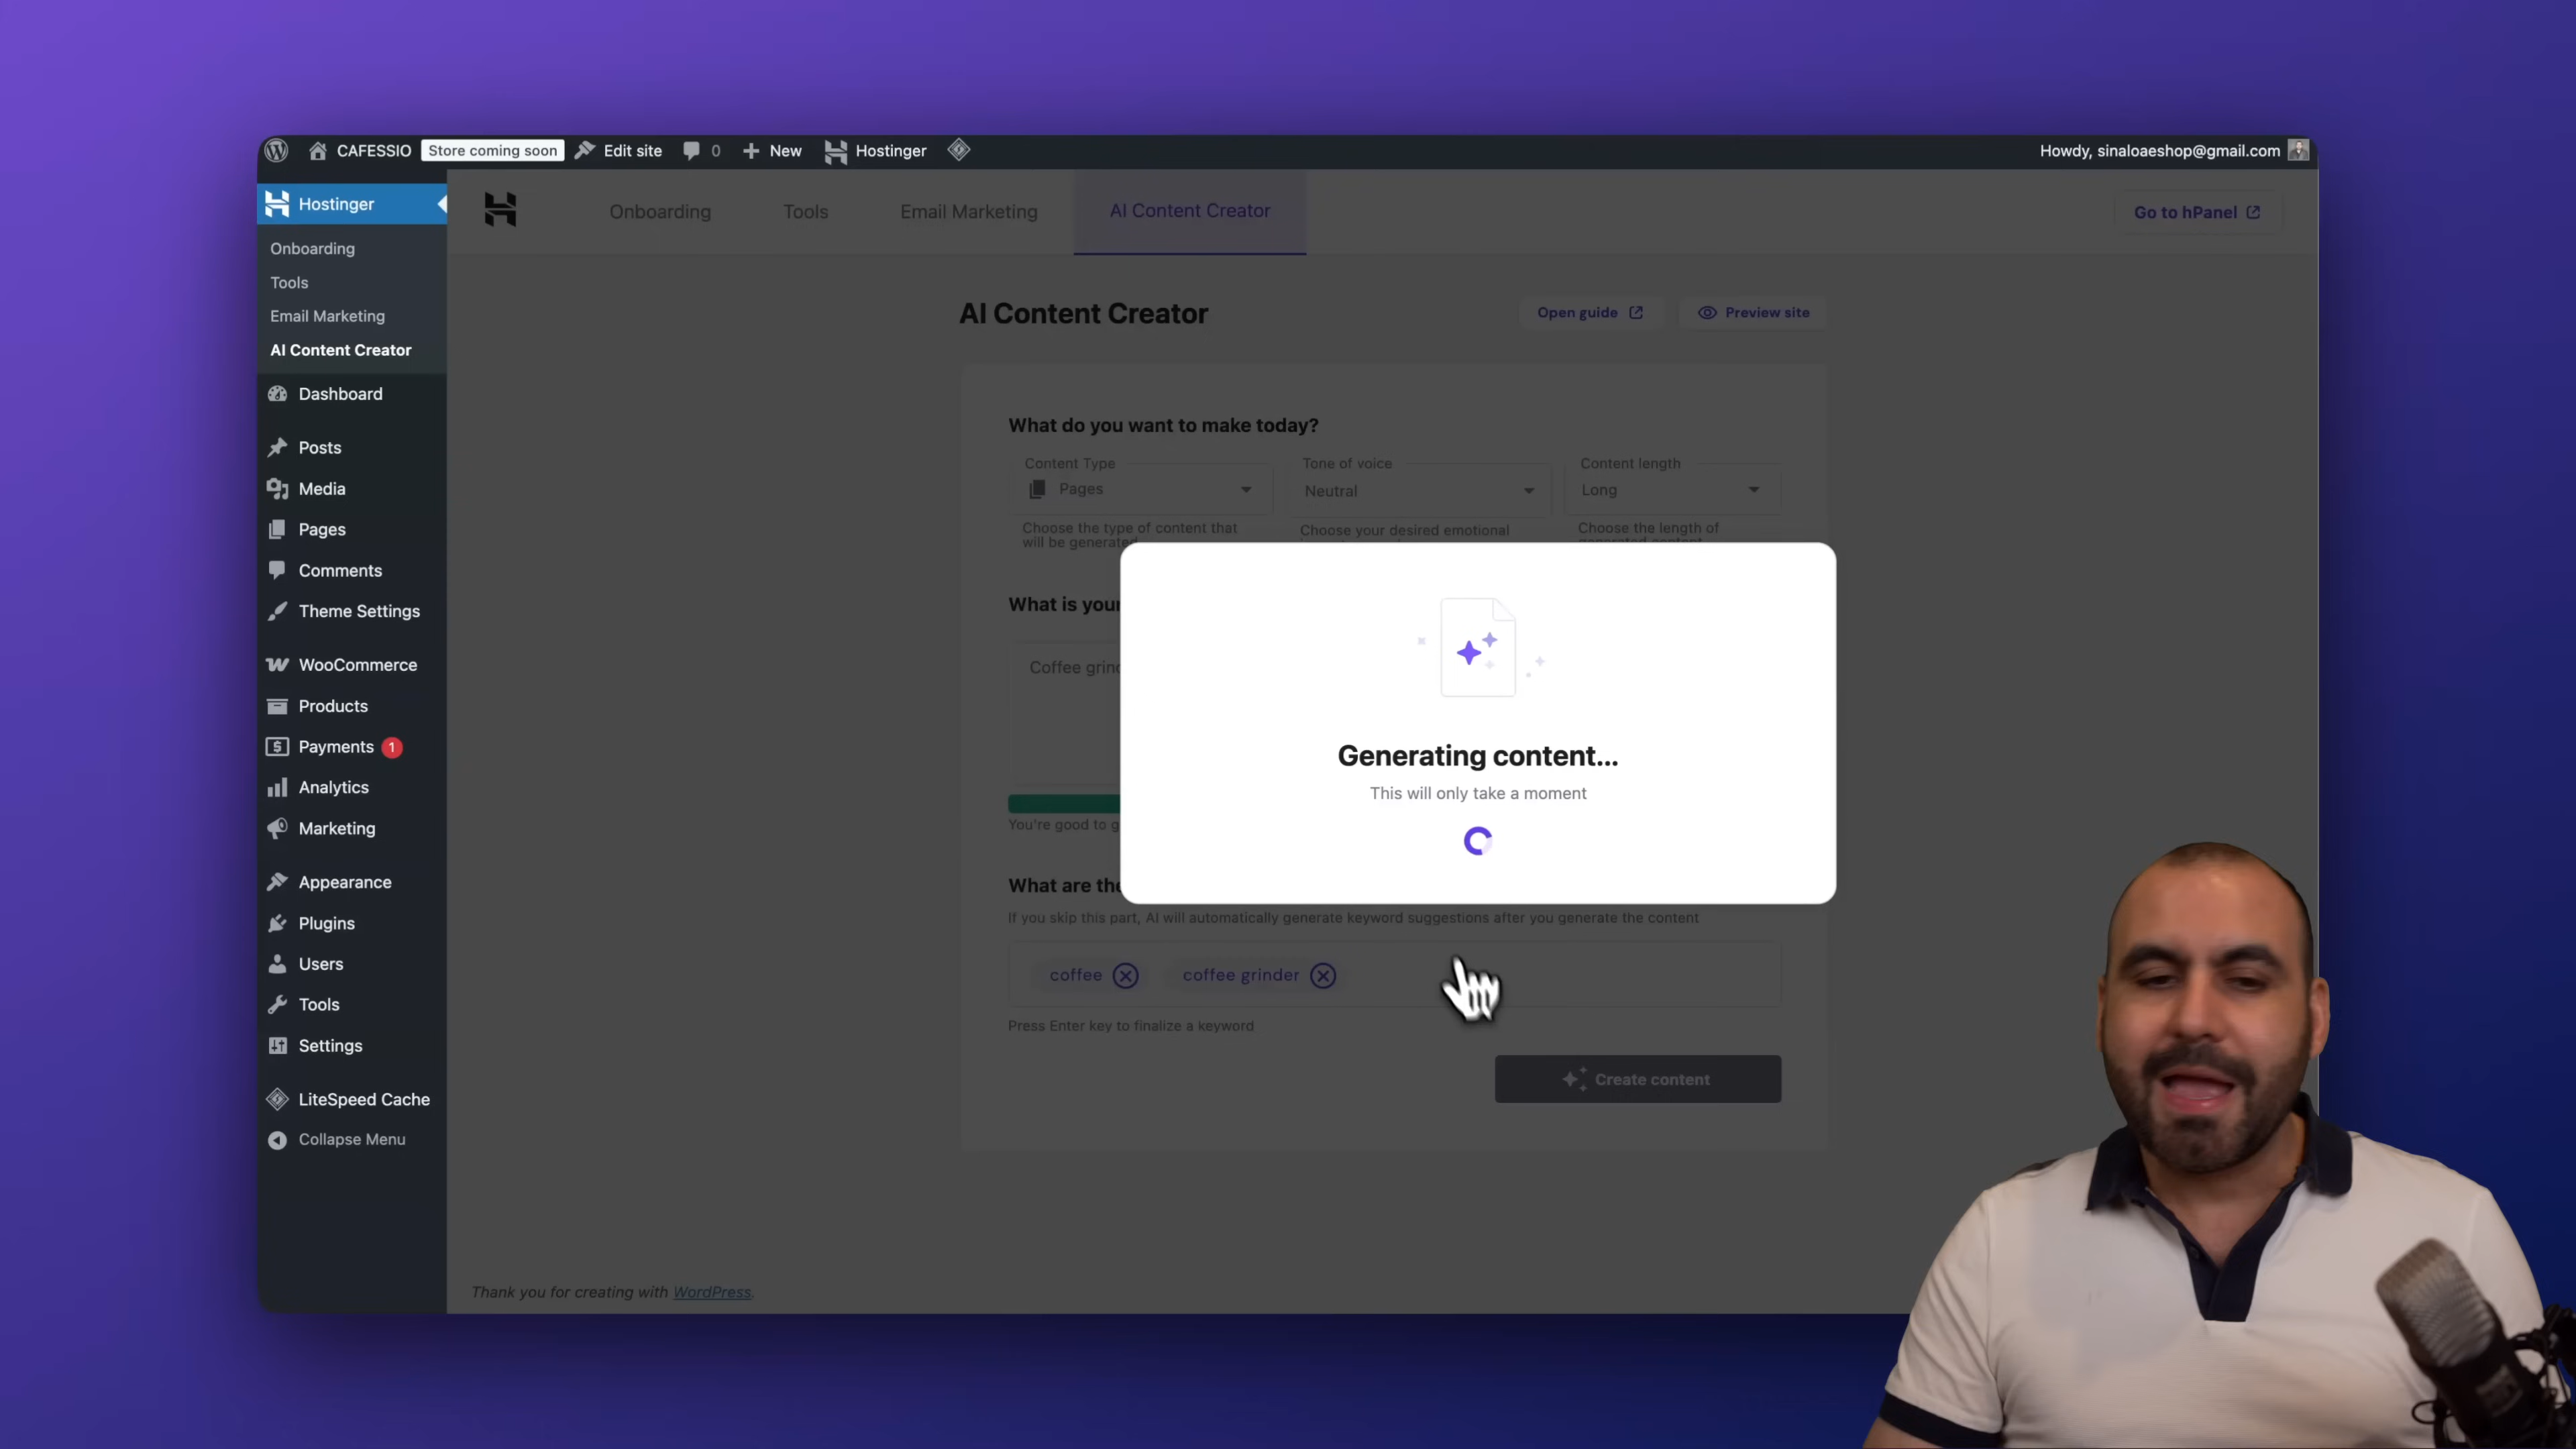 CAFESSIO
Store coming soon
Edit site
0
New
Hostinger
Howdy, sinaloaeshop@gmail.com
Hostinger
Onboarding
Tools
Email Marketing
AI Content Creator
Dashboard
Posts
Media
Pages
Comments
Theme Settings
WooCommerce
Products
Payments 1
Analytics
Marketing
Appearance
Plugins
Users
Tools
Settings
LiteSpeed Cache
Collapse Menu
Onboarding
Tools
Email Marketing
AI Content Creator
Go to hPanel
AI Content Creator
Open guide
Preview site
What do you want to make today?
Content Type
Pages
Choose the type of content that
will be generated
Tone of voice
Neutral
Choose your desired emotional
Content length
Long
Choose the length of
generated content
What is your
Coffee
You're good to
Generating content...
This will only take a moment
What are the
If you skip this part, AI will automatically generate keyword suggestions after you generate the content
coffee
coffee grinder
Press Enter key to finalize a keyword
Create content
Thank you for creating with WordPress.